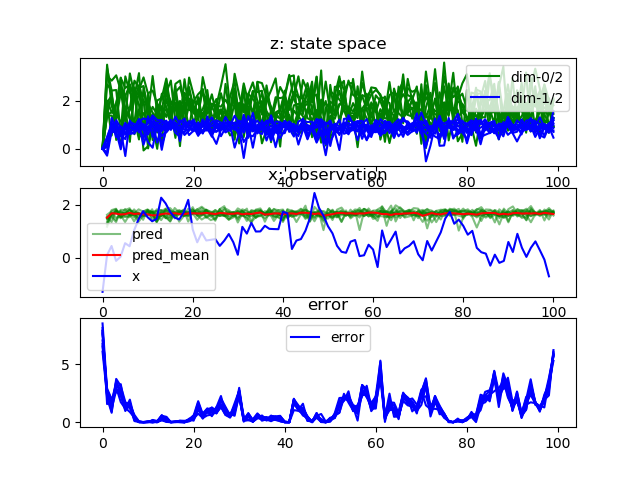 z: state space
2
0
dim-0/2
dim-1/2
0 20 40 60 80 100
x: observation
2
0
pred
pred_mean
x
0 20 40 60 80 100
error
5
0
error
0 20 40 60 80 100